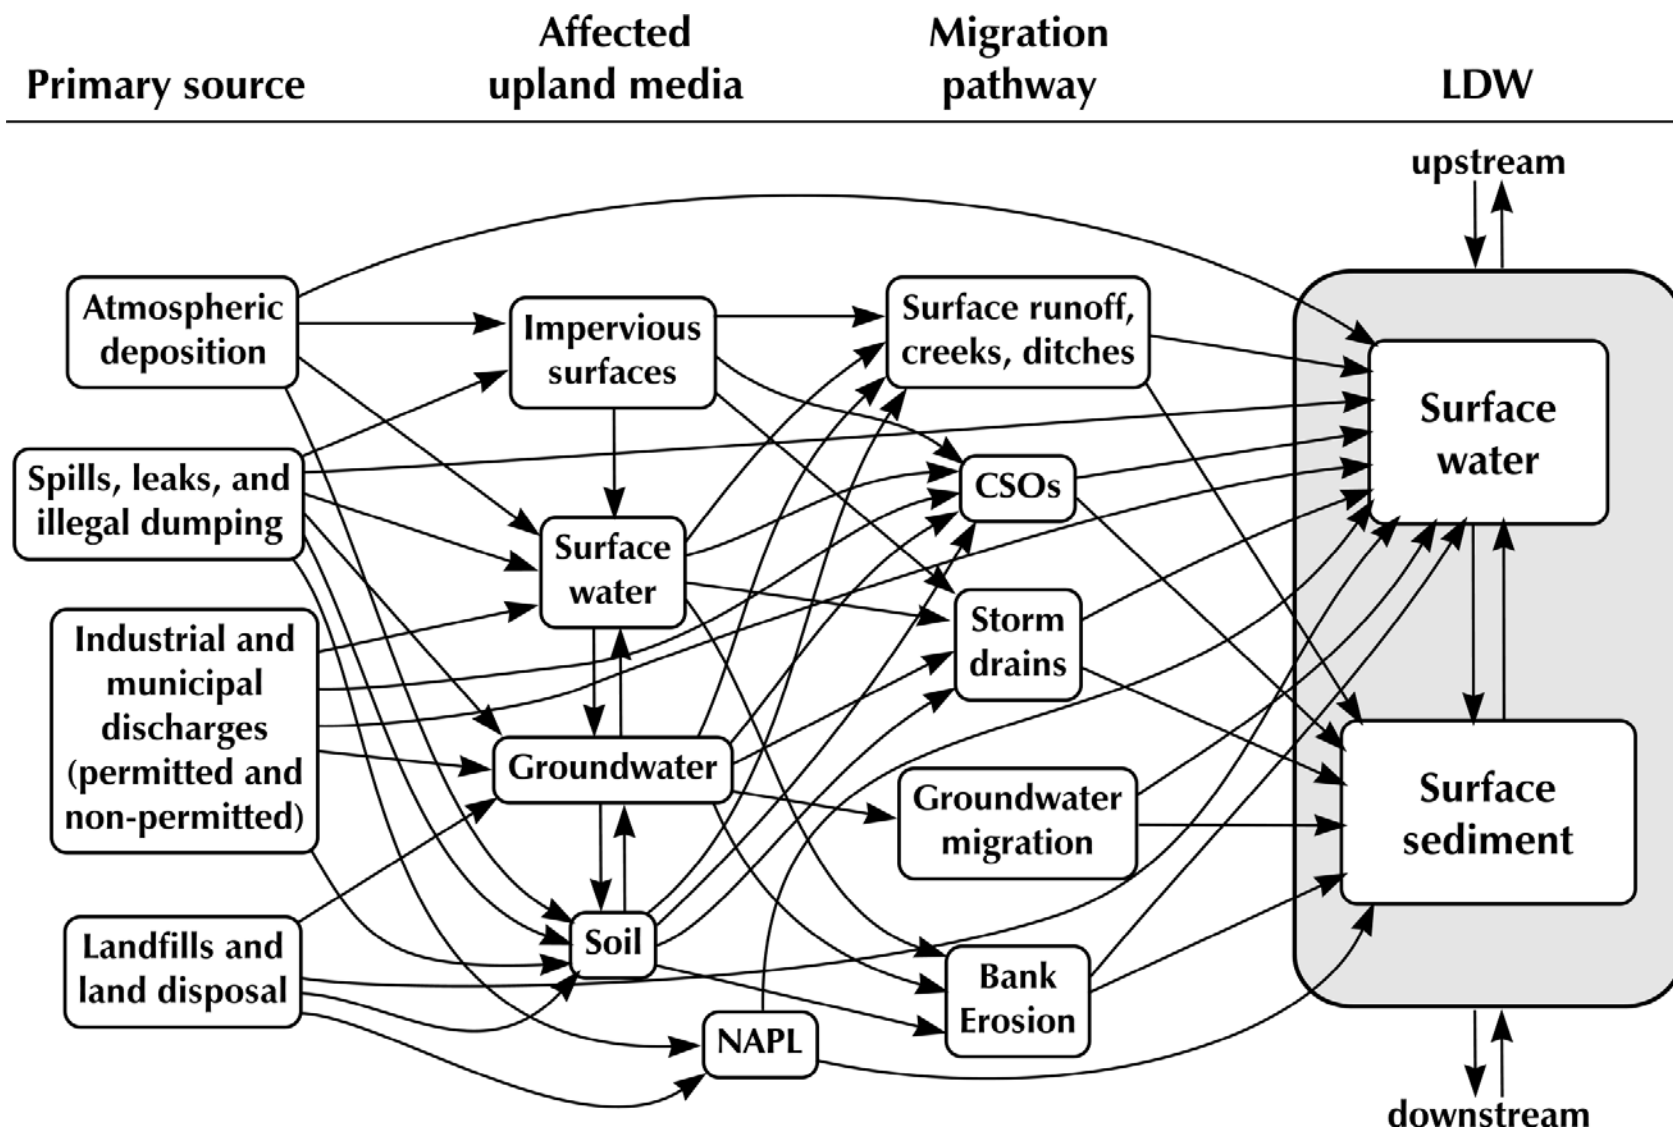 Primary source
Affected
upland media
Migration
pathway
LDW
upstream
Atmospheric
deposition
Impervious
surfaces
Surface runoff,
creeks, ditches
Surface
water
Spills, leaks, and
illegal dumping
CSOs
Surface
water
Storm
drains
Industrial and
municipal
discharges
(permitted and
non-permitted)
Groundwater
Groundwater
migration
Surface
sediment
Landfills and
land disposal
Soil
Bank
Erosion
NAPL
downstream